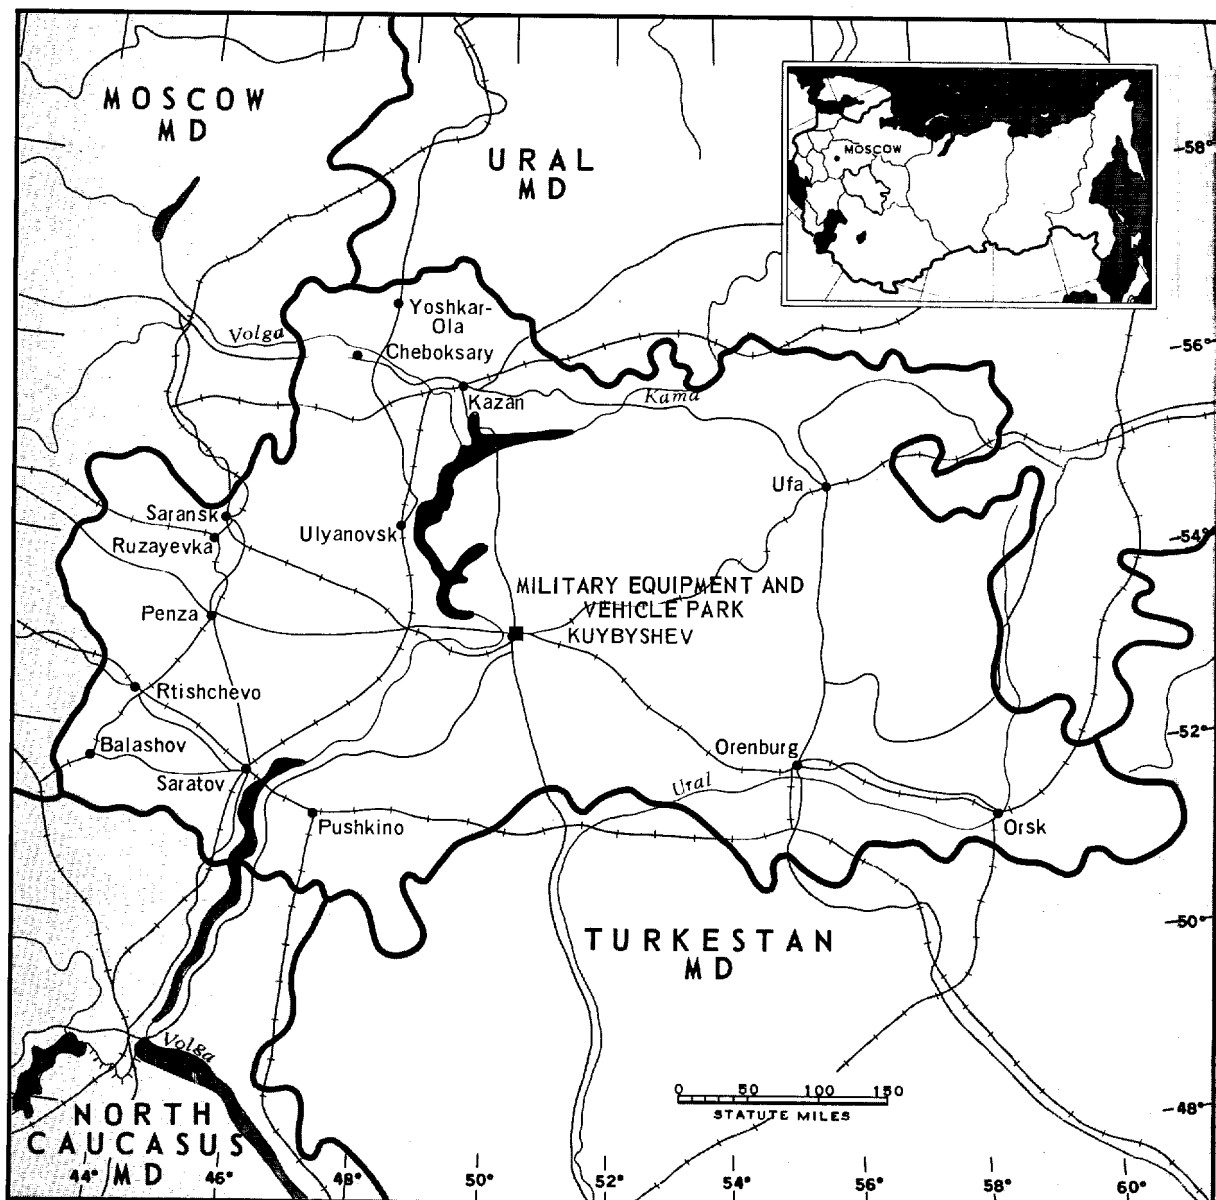 MOSCOW
MD
URAL
MD
MOSCOW
58°
Yoshkar-
Ola
Volga
Cheboksary
56°
Kazan
Kama
Ufa
Saransk
Ruzayevka
Ulyanovsk
54°
MILITARY EQUIPMENT AND
VEHICLE PARK
KUYBYSHEV
Penza
Rtishchevo
Balashov
52°
Orenburg
Saratov
Ural
Pushkino
Orsk
50°
TURKESTAN
MD
Volga
0 50 100 150
STATUTE MILES
48°
NORTH
CAUCASUS
MD
44° 46° 48° 50° 52° 54° 56° 58° 60°